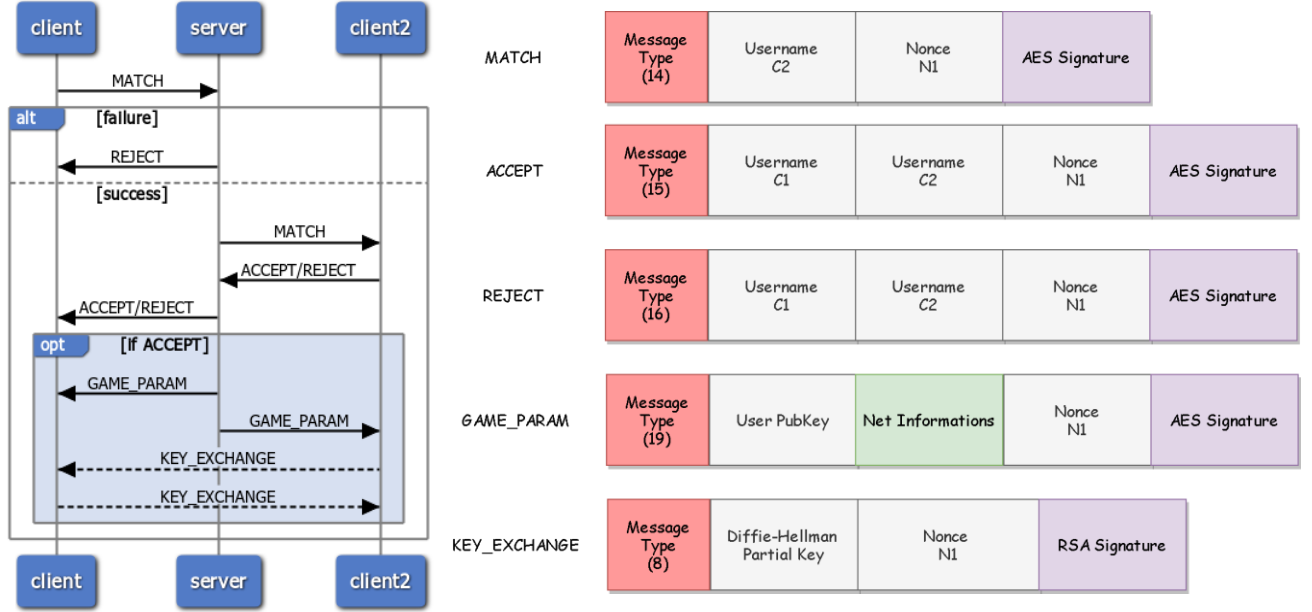 client
server
client2
MATCH
alt
[failure]
REJECT
[success]
MATCH
ACCEPT/REJECT
ACCEPT/REJECT
opt
[If ACCEPT]
GAME_PARAM
GAME_PARAM
KEY_EXCHANGE
KEY_EXCHANGE
client
server
client2
MATCH
Message
Type
(14)
Username
C2
Nonce
N1
AES Signature
ACCEPT
Message
Type
(15)
Username
C1
Username
C2
Nonce
N1
AES Signature
REJECT
Message
Type
(16)
Username
C1
Username
C2
Nonce
N1
AES Signature
GAME_PARAM
Message
Type
(19)
User PubKey
Net Informations
Nonce
N1
AES Signature
KEY_EXCHANGE
Message
Type
(8)
Diffie-Hellman
Partial Key
Nonce
N1
RSA Signature